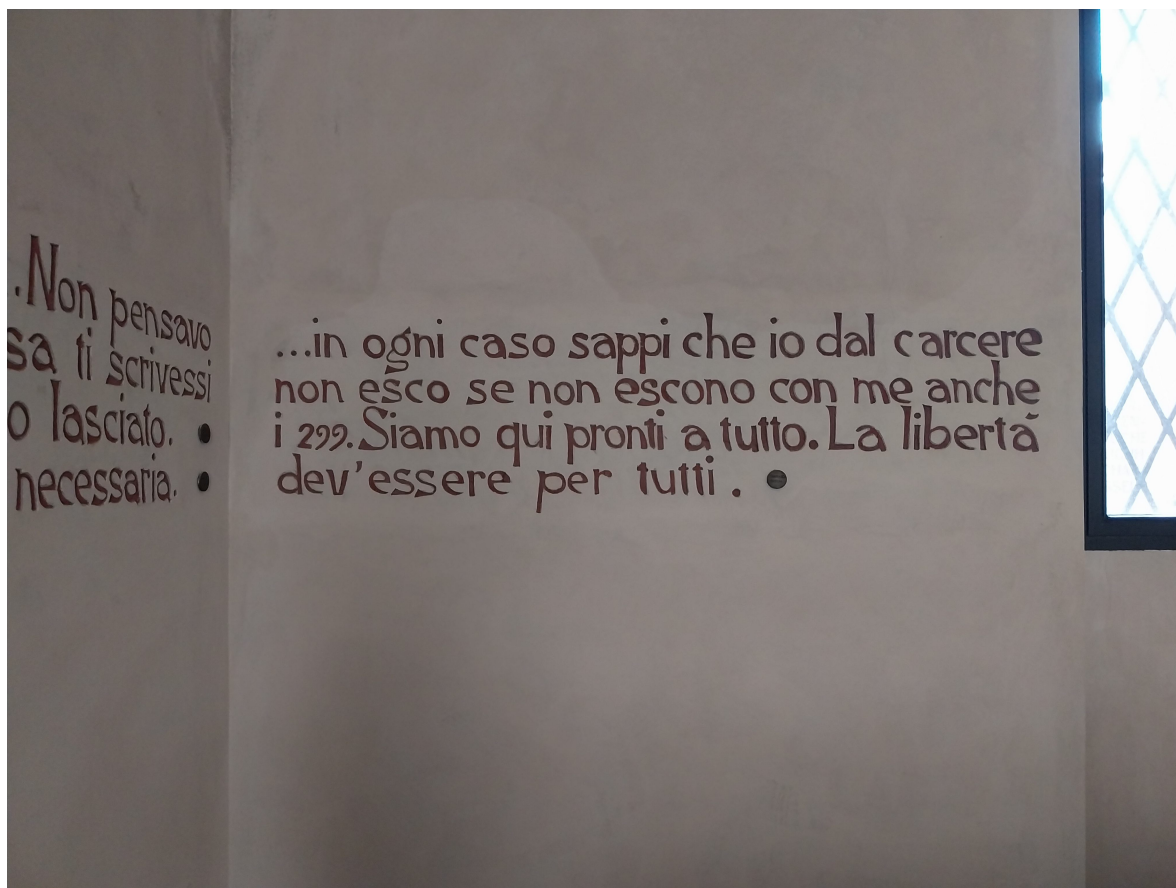 .Non pensavo
sa ti scrivessi
o lasciato.
necessaria.
...in ogni caso sappi che io dal carcere
non esco se non escono con me anche
i 299. Siamo qui pronti a tutto. La libertà
dev'essere per tutti.